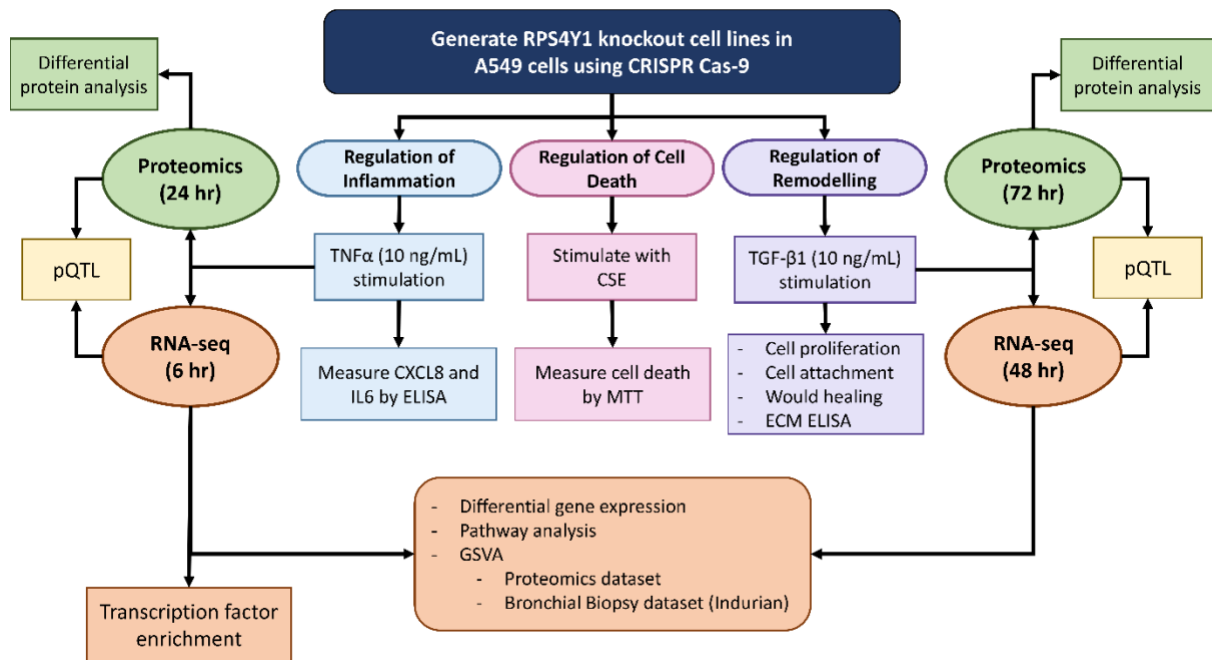 Generate RPS4Y1 knockout cell lines in
A549 cells using CRISPR Cas-9
Differential
protein analysis
Differential
protein analysis
Proteomics
(24 hr)
Regulation of
Inflammation
Regulation of Cell
Death
Regulation of
Remodelling
Proteomics
(72 hr)
pQTL
TNFα (10 ng/mL)
stimulation
Stimulate with
CSE
TGF-β1 (10 ng/mL)
stimulation
pQTL
RNA-seq
(6 hr)
Measure CXCL8 and
IL6 by ELISA
Measure cell death
by MTT
- Cell proliferation
- Cell attachment
- Would healing
- ECM ELISA
RNA-seq
(48 hr)
- Differential gene expression
- Pathway analysis
- GSVA
- Proteomics dataset
- Bronchial Biopsy dataset (Indurian)
Transcription factor
enrichment